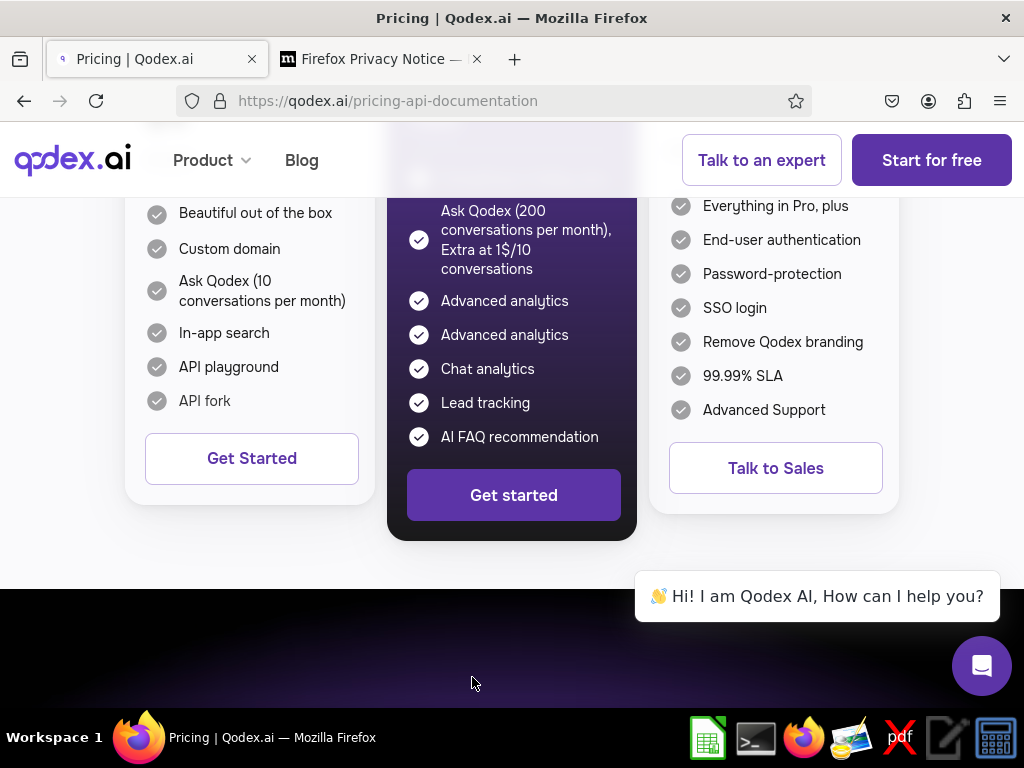 Pricing | Qodex.ai — Mozilla Firefox
Pricing | Qodex.ai
Firefox Privacy Notice —
https://qodex.ai/pricing-api-documentation
qodex.ai
Product
Blog
Talk to an expert
Start for free
Beautiful out of the box
Custom domain
Ask Qodex (10
conversations per month)
In-app search
API playground
API fork
Get Started
Ask Qodex (200
conversations per month),
Extra at 1$/10
conversations
Advanced analytics
Advanced analytics
Chat analytics
Lead tracking
AI FAQ recommendation
Get started
Everything in Pro, plus
End-user authentication
Password-protection
SSO login
Remove Qodex branding
99.99% SLA
Advanced Support
Talk to Sales
👋 Hi! I am Qodex AI, How can I help you?
Workspace 1
Pricing | Qodex.ai — Mozilla Firefox
pdf